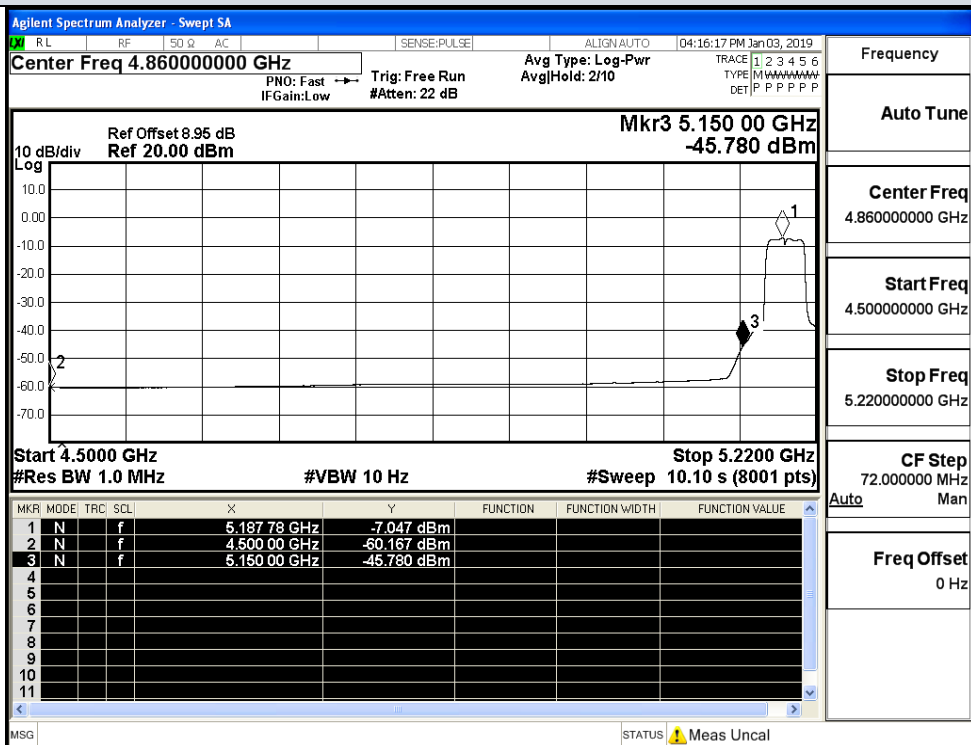 Agilent Spectrum Analyzer - Swept SA
LXI RL RF 50 Ω AC SENSE:PULSE ALIGN AUTO 04:16:17 PM Jan 03, 2019
Center Freq 4.860000000 GHz
PNO: Fast
IFGain:Low
Trig: Free Run
#Atten: 22 dB
Avg Type: Log-Pwr
Avg|Hold: 2/10
TRACE 1 2 3 4 5 6
TYPE M WWWWW
DET P P P P P P
Ref Offset 8.95 dB
10 dB/div Ref 20.00 dBm
Log
Mkr3 5.150 00 GHz
-45.780 dBm
10.0
0.00
-10.0
-20.0
-30.0
-40.0
-50.0
-60.0
-70.0
1
2
3
Start 4.5000 GHz Stop 5.2200 GHz
#Res BW 1.0 MHz #VBW 10 Hz #Sweep 10.10 s (8001 pts)
MKR MODE TRC SCL X Y FUNCTION FUNCTION WIDTH FUNCTION VALUE
1 N f 5.187 78 GHz -7.047 dBm
2 N f 4.500 00 GHz -60.167 dBm
3 N f 5.150 00 GHz -45.780 dBm
4
5
6
7
8
9
10
11
MSG STATUS Meas Uncal
Frequency
Auto Tune
Center Freq
4.860000000 GHz
Start Freq
4.500000000 GHz
Stop Freq
5.220000000 GHz
CF Step
72.000000 MHz
Auto Man
Freq Offset
0 Hz